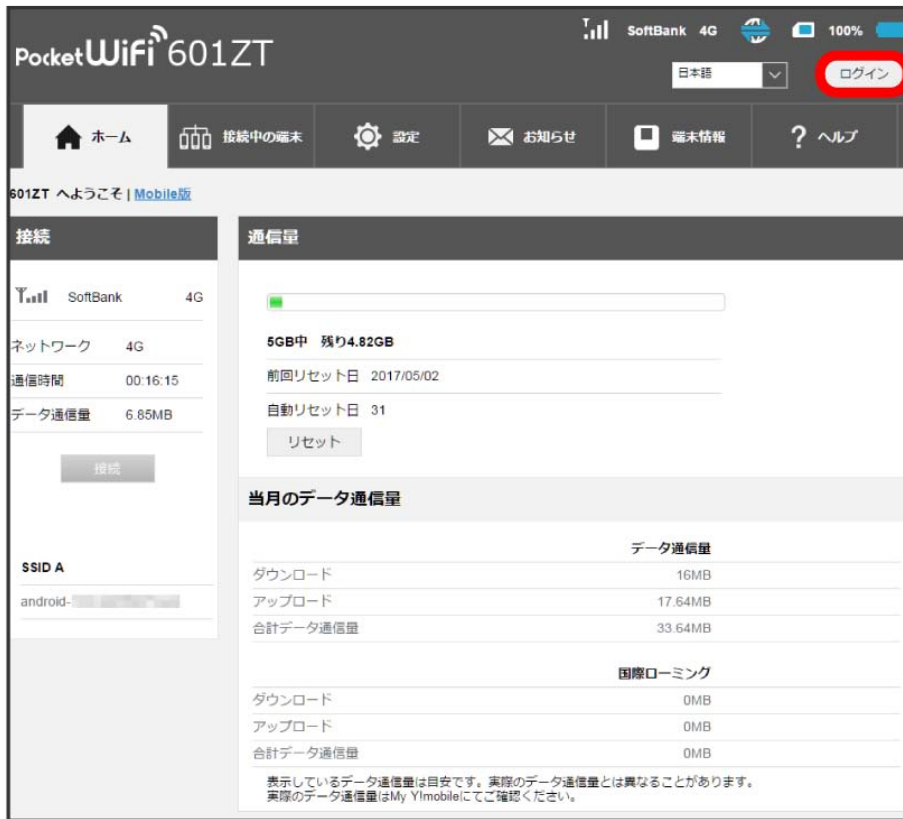 SoftBank 4G 100%
PocketWiFi 601ZT
日本語 ログイン
ホーム 接続中の端末 設定 お知らせ 端末情報 ? ヘルプ
601ZT へようこそ | Mobile版
接続
SoftBank 4G
ネットワーク 4G
通信時間 00:16:15
データ通信量 6.85MB
接続
SSID A
android-
通信量
5GB中 残り4.82GB
前回リセット日 2017/05/02
自動リセット日 31
リセット
当月のデータ通信量
データ通信量
ダウンロード 16MB
アップロード 17.64MB
合計データ通信量 33.64MB
国際ローミング
ダウンロード 0MB
アップロード 0MB
合計データ通信量 0MB
表示しているデータ通信量は目安です。実際のデータ通信量とは異なることがあります。
実際のデータ通信量はMy Y!mobileにてご確認ください。